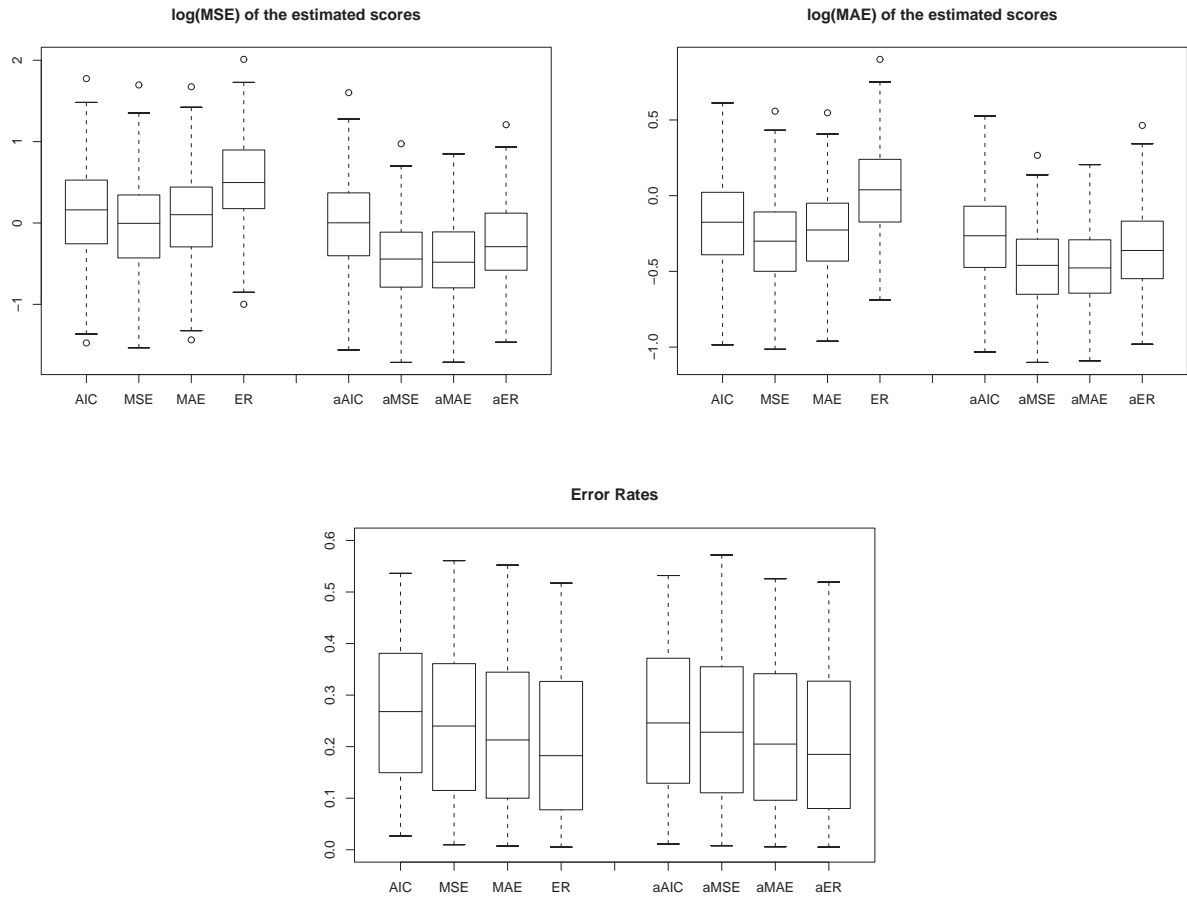 log(MSE) of the estimated scores
2
1
0
−1
AIC MSE MAE ER aAIC aMSE aMAE aER
log(MAE) of the estimated scores
0.5
0.0
−0.5
−1.0
AIC MSE MAE ER aAIC aMSE aMAE aER
Error Rates
0.6
0.5
0.4
0.3
0.2
0.1
0.0
AIC MSE MAE ER aAIC aMSE aMAE aER